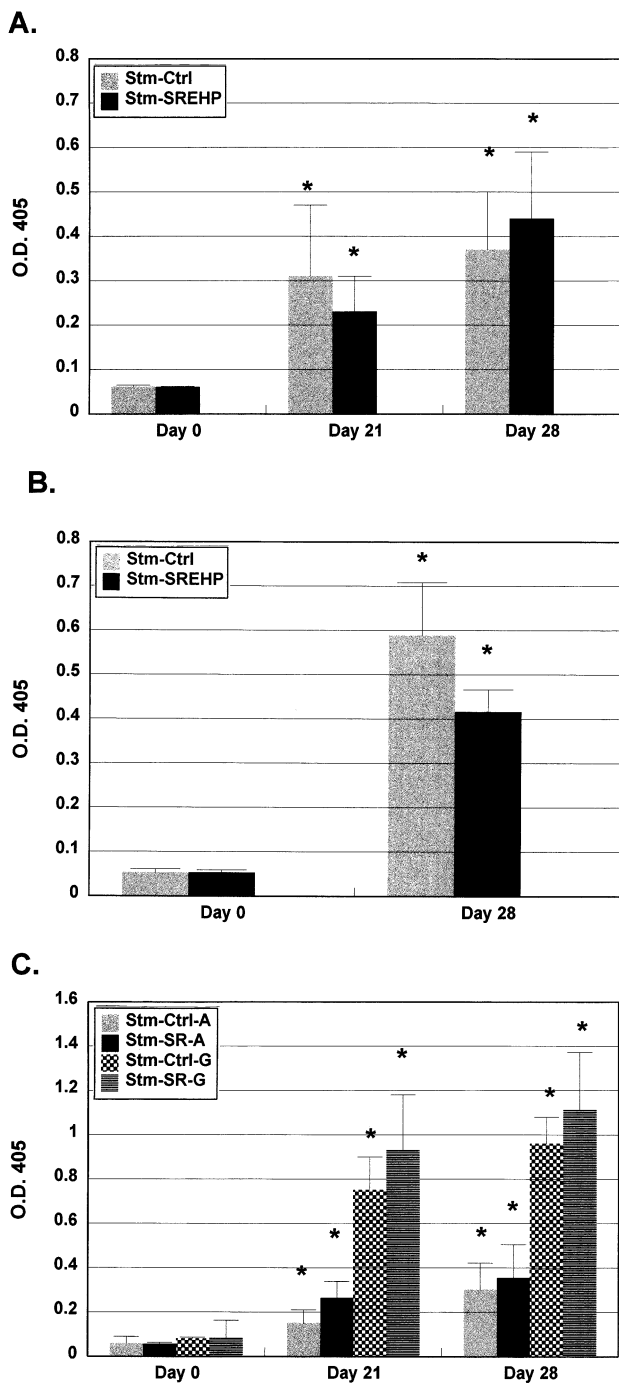 A.
0.8
0.7
0.6
0.5
0.4
0.3
0.2
0.1
0
O.D. 405
Stm-Ctrl
Stm-SREHP
*
*
*
*
Day 0
Day 21
Day 28
B.
0.8
0.7
0.6
0.5
0.4
0.3
0.2
0.1
0
O.D. 405
Stm-Ctrl
Stm-SREHP
*
*
Day 0
Day 28
C.
1.6
1.4
1.2
1
0.8
0.6
0.4
0.2
0
O.D. 405
Stm-Ctrl-A
Stm-SR-A
Stm-Ctrl-G
Stm-SR-G
*
*
*
*
*
*
*
*
Day 0
Day 21
Day 28